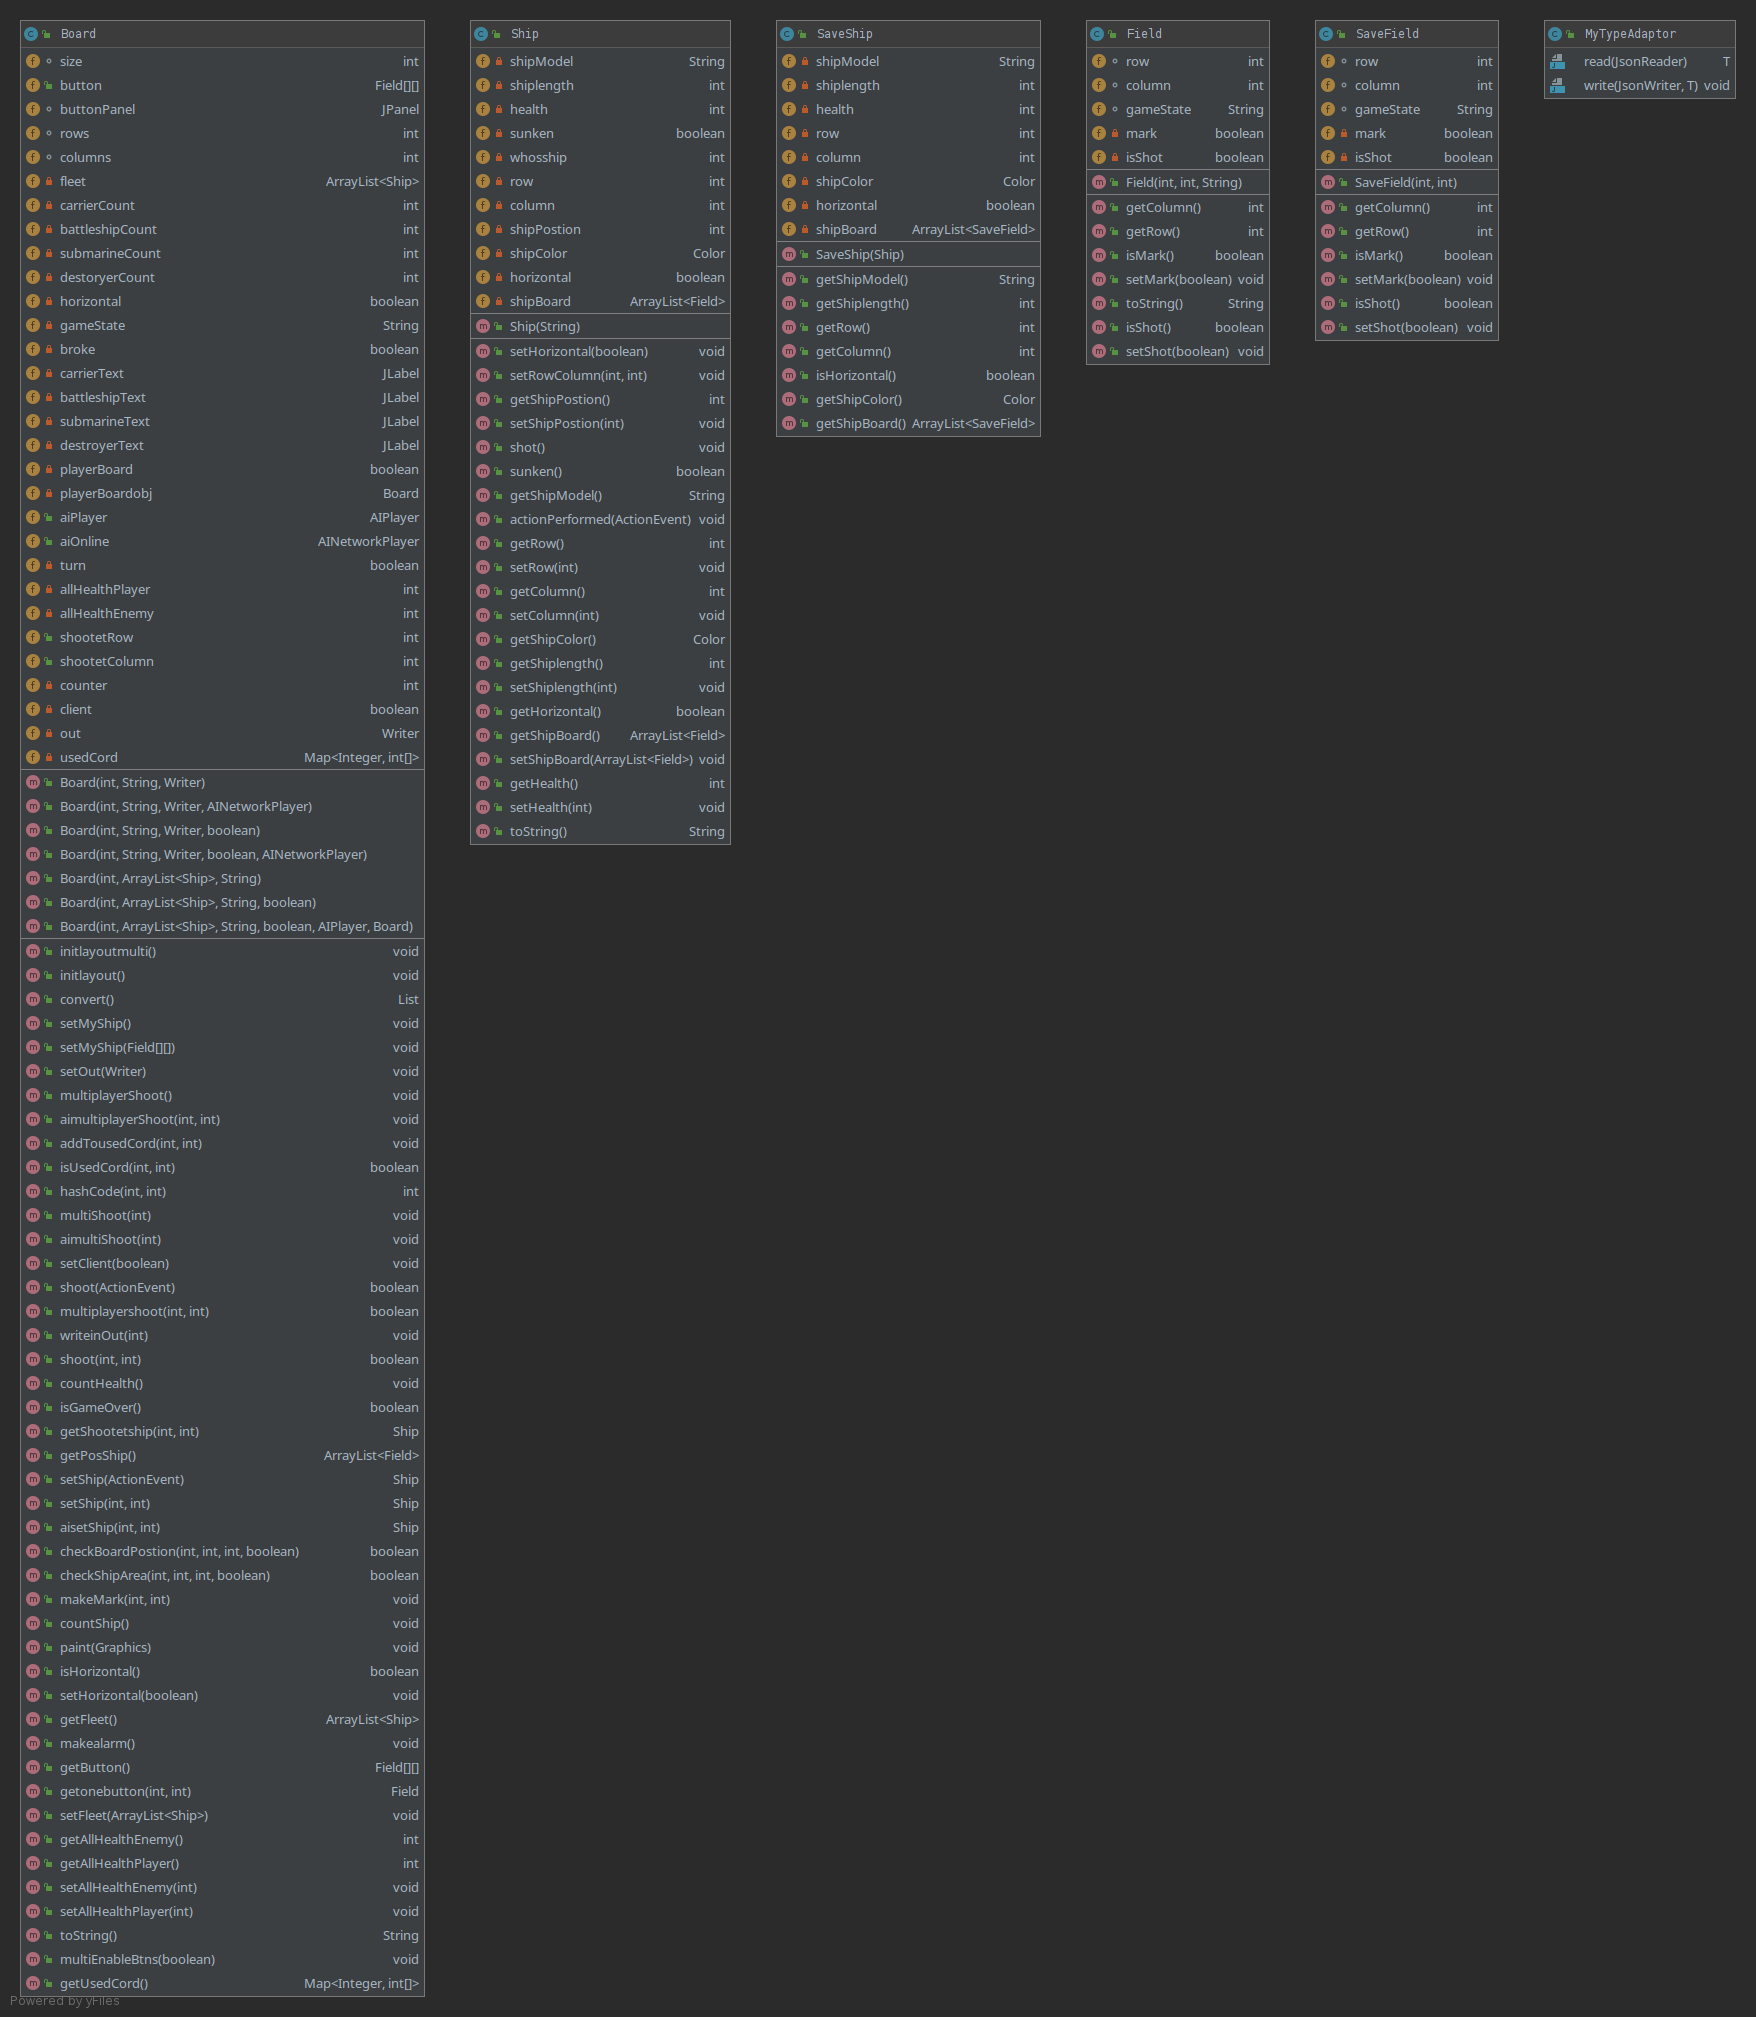 Board
size int
button Field[][]
buttonPanel JPanel
rows int
columns int
fleet ArrayList<Ship>
carrierCount int
battleshipCount int
submarineCount int
destoryerCount int
horizontal boolean
gameState String
broke boolean
carrierText JLabel
battleshipText JLabel
submarineText JLabel
destroyerText JLabel
playerBoard boolean
playerBoardobj Board
aiPlayer AIPlayer
aiOnline AINetworkPlayer
turn boolean
allHealthPlayer int
allHealthEnemy int
shootetRow int
shootetColumn int
counter int
client boolean
out Writer
usedCord Map<Integer, int[]>
Board(int, String, Writer)
Board(int, String, Writer, AINetworkPlayer)
Board(int, String, Writer, boolean)
Board(int, String, Writer, boolean, AINetworkPlayer)
Board(int, ArrayList<Ship>, String)
Board(int, ArrayList<Ship>, String, boolean)
Board(int, ArrayList<Ship>, String, boolean, AIPlayer, Board)
initlayoutmulti() void
initlayout() void
convert() List
setMyShip() void
setMyShip(Field[][]) void
setOut(Writer) void
multiplayerShoot() void
aimultiplayerShoot(int, int) void
addTousedCord(int, int) void
isUsedCord(int, int) boolean
hashCode(int, int) int
multiShoot(int) void
aimultiShoot(int) void
setClient(boolean) void
shoot(ActionEvent) boolean
multiplayershoot(int, int) boolean
writeinOut(int) void
shoot(int, int) boolean
countHealth() void
isGameOver() boolean
getShootetship(int, int) Ship
getPosShip() ArrayList<Field>
setShip(ActionEvent) Ship
setShip(int, int) Ship
aisetShip(int, int) Ship
checkBoardPostion(int, int, int, boolean) boolean
checkShipArea(int, int, int, boolean) boolean
makeMark(int, int) void
countShip() void
paint(Graphics) void
isHorizontal() boolean
setHorizontal(boolean) void
getFleet() ArrayList<Ship>
makealarm() void
getButton() Field[][]
getonebutton(int, int) Field
setFleet(ArrayList<Ship>) void
getAllHealthEnemy() int
getAllHealthPlayer() int
setAllHealthEnemy(int) void
setAllHealthPlayer(int) void
toString() String
multiEnableBtns(boolean) void
getUsedCord() Map<Integer, int[]>
Ship
shipModel String
shiplength int
health int
sunken boolean
whosship int
row int
column int
shipPostion int
shipColor Color
horizontal boolean
shipBoard ArrayList<Field>
Ship(String)
setHorizontal(boolean) void
setRowColumn(int, int) void
getShipPostion() int
setShipPostion(int) void
shot() void
sunken() boolean
getShipModel() String
actionPerformed(ActionEvent) void
getRow() int
setRow(int) void
getColumn() int
setColumn(int) void
getShipColor() Color
getShiplength() int
setShiplength(int) void
getHorizontal() boolean
getShipBoard() ArrayList<Field>
setShipBoard(ArrayList<Field>) void
getHealth() int
setHealth(int) void
toString() String
SaveShip
shipModel String
shiplength int
health int
row int
column int
shipColor Color
horizontal boolean
shipBoard ArrayList<SaveField>
SaveShip(Ship)
getShipModel() String
getShiplength() int
getRow() int
getColumn() int
isHorizontal() boolean
getShipColor() Color
getShipBoard() ArrayList<SaveField>
Field
row int
column int
gameState String
mark boolean
isShot boolean
Field(int, int, String)
getColumn() int
getRow() int
isMark() boolean
setMark(boolean) void
toString() String
isShot() boolean
setShot(boolean) void
SaveField
row int
column int
gameState String
mark boolean
isShot boolean
SaveField(int, int)
getColumn() int
getRow() int
isMark() boolean
setMark(boolean) void
isShot() boolean
setShot(boolean) void
MyTypeAdaptor
read(JsonReader) T
write(JsonWriter, T) void
Powered by yFiles